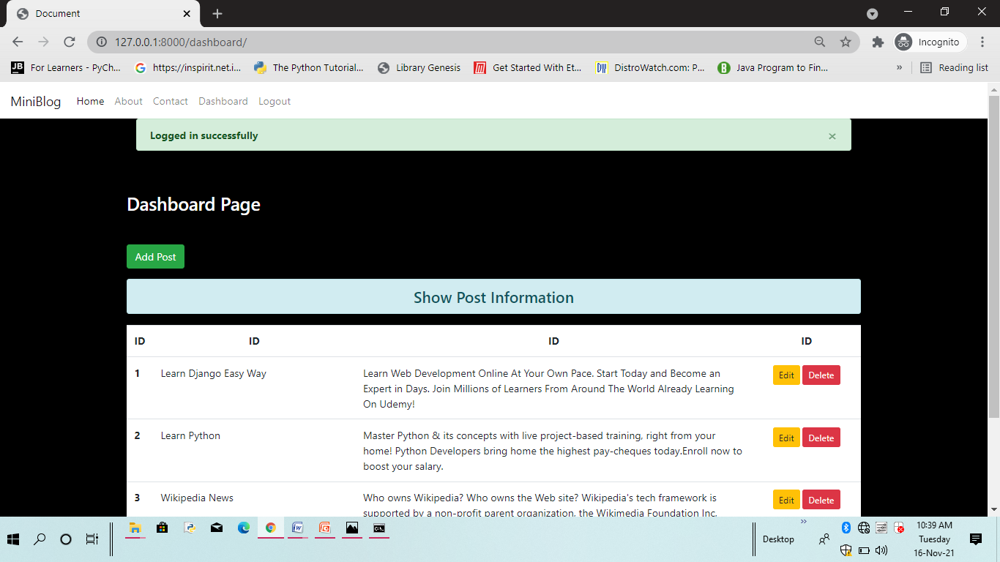 Document
127.0.0.1:8000/dashboard/
Incognito
For Learners - PyCh...
https://inspirit.net.i...
The Python Tutorial...
Library Genesis
Get Started With Et...
DistroWatch.com: P...
Java Program to Fin...
»
Reading list
MiniBlog Home About Contact Dashboard Logout
Logged in successfully ×
Dashboard Page
Add Post
Show Post Information
ID ID ID ID
1 Learn Django Easy Way Learn Web Development Online At Your Own Pace. Start Today and Become an Edit Delete
Expert in Days. Join Millions of Learners From Around The World Already Learning
On Udemy!
2 Learn Python Master Python & its concepts with live project-based training, right from your Edit Delete
home! Python Developers bring home the highest pay-cheques today.Enroll now to
boost your salary.
3 Wikipedia News Who owns Wikipedia? Who owns the Web site? Wikipedia's tech framework is Edit Delete
supported by a non-profit parent organization, the Wikimedia Foundation Inc.
Desktop
10:39 AM
Tuesday
16-Nov-21